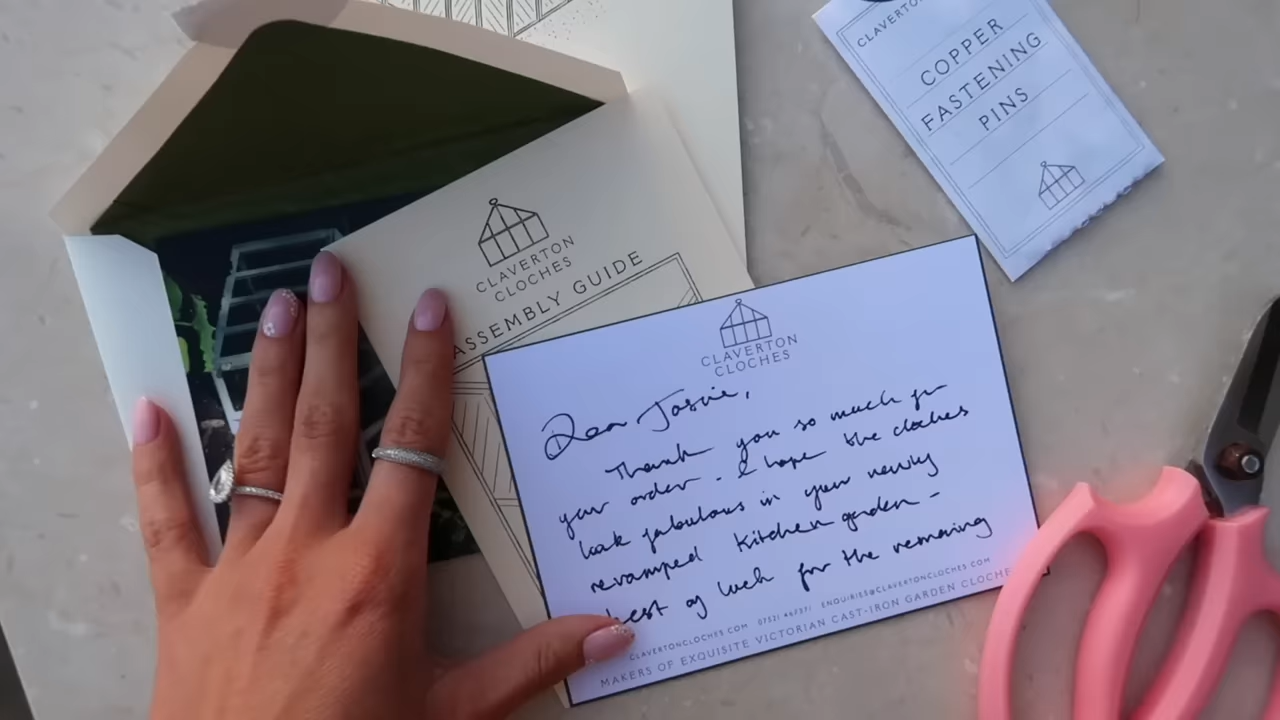 CLAVERTON
COPPER
FASTENING
PINS
CLAVERTON
CLOCHES
ASSEMBLY GUIDE
CLAVERTON
CLOCHES
Dear Josie,
Thank you so much for
your order - I hope the cloches
look fabulous in your newly
revamped kitchen garden -
best of luck for the remaining
CLAVERTONCLOCHES.COM ENQUIRIES@CLAVERTONCLOCHES.COM
MAKERS OF EXQUISITE VICTORIAN CAST-IRON GARDEN CLOCHE